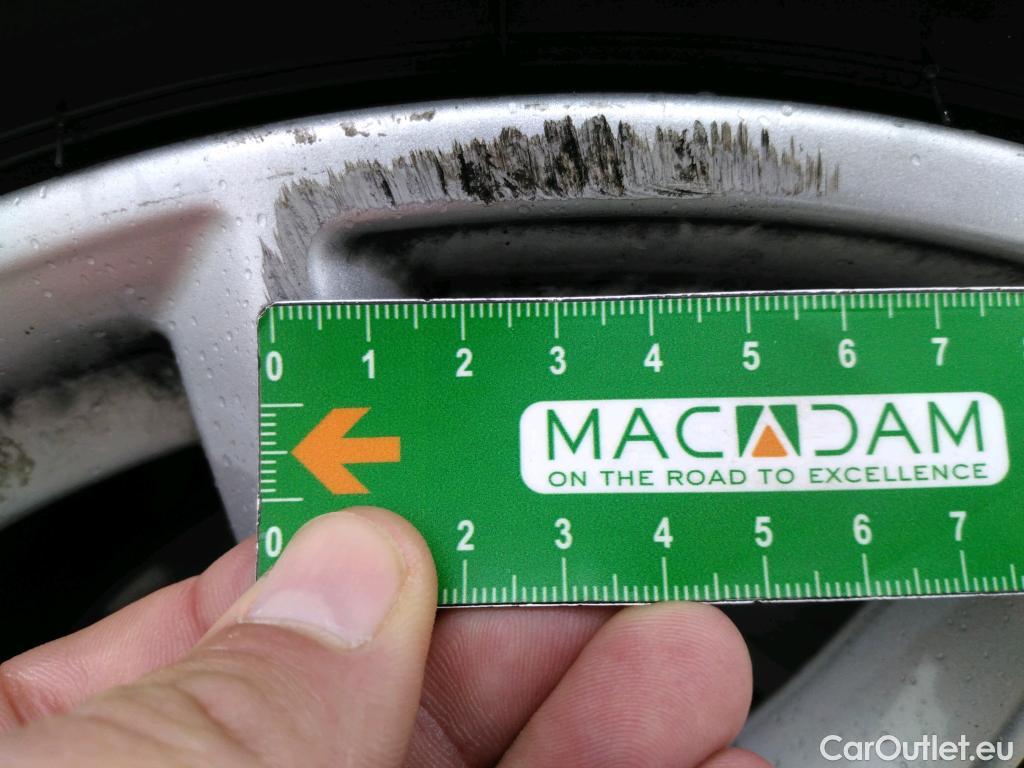 0 1 2 3 4 5 6 7
MACADAM
ON THE ROAD TO EXCELLENCE
0 2 3 4 5 6 7
CarOutlet.eu